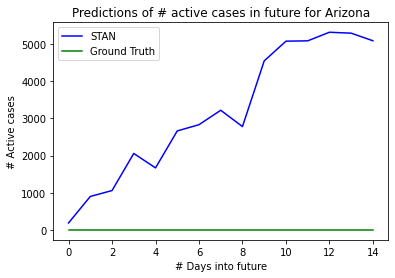 Predictions of # active cases in future for Arizona
STAN
Ground Truth
# Active cases
5000
4000
3000
2000
1000
0
0 2 4 6 8 10 12 14
# Days into future